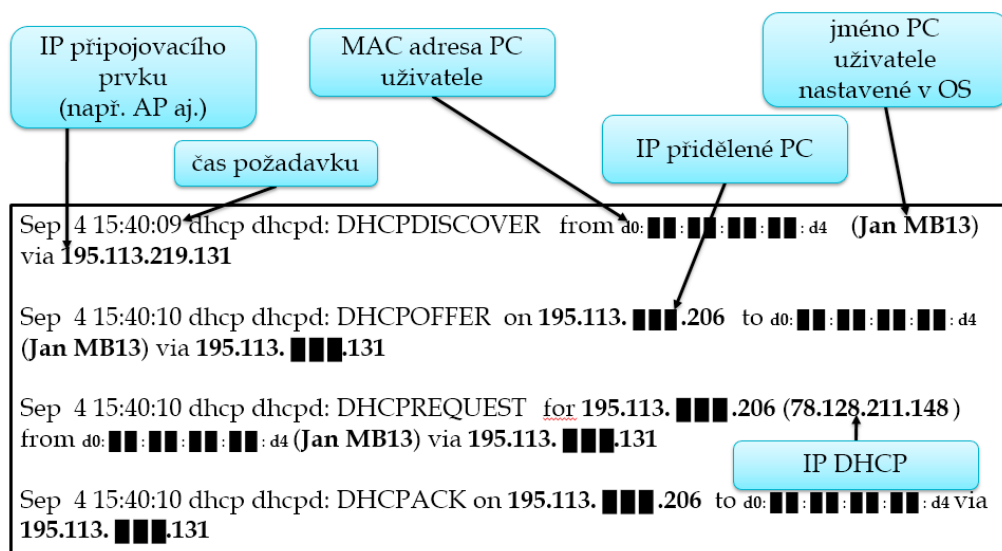 IP připojovacího
prvku
(např. AP aj.)
MAC adresa PC
uživatele
jméno PC
uživatele
nastavené v OS
čas požadavku
IP přidělené PC
Sep 4 15:40:09 dhcp dhcpd: DHCPDISCOVER from d0:██:██:██:██:d4 (Jan MB13)
via 195.113.219.131
Sep 4 15:40:10 dhcp dhcpd: DHCPOFFER on 195.113. ███.206 to d0:██:██:██:██:d4
(Jan MB13) via 195.113. ███.131
Sep 4 15:40:10 dhcp dhcpd: DHCPREQUEST for 195.113. ███.206 (78.128.211.148)
from d0:██:██:██:██:d4 (Jan MB13) via 195.113. ███.131
IP DHCP
Sep 4 15:40:10 dhcp dhcpd: DHCPACK on 195.113. ███.206 to d0:██:██:██:██:d4 via
195.113. ███.131